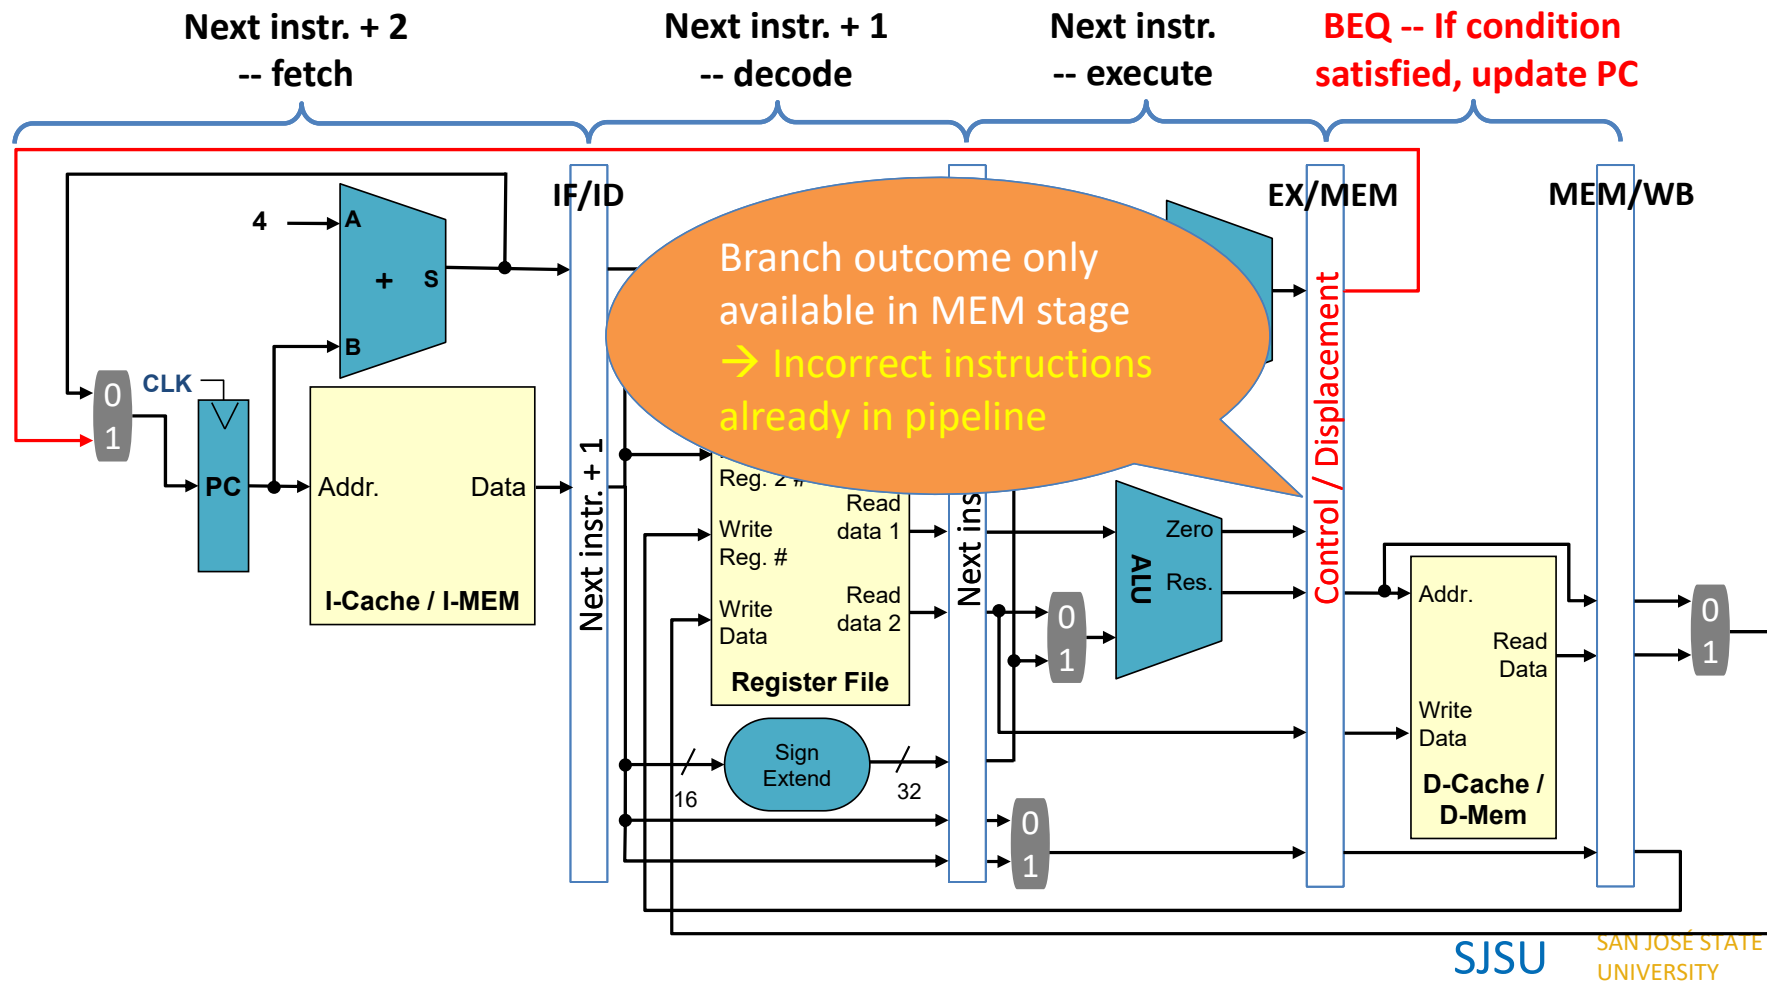 Next instr. + 2
-- fetch
Next instr. + 1
-- decode
Next instr.
-- execute
BEQ -- If condition
satisfied, update PC
IF/ID
EX/MEM
MEM/WB
4
A
+
S
B
Branch outcome only
available in MEM stage
→ Incorrect instructions
already in pipeline
0
1
CLK
PC
Addr.
Data
I-Cache / I-MEM
Next instr. + 1
Reg. 2 #
Write
Reg. #
Write
Data
Read
data 1
Read
data 2
Register File
Sign
Extend
16
32
Next ins
0
1
0
1
ALU
Zero
Res.
Control / Displacement
Addr.
Read
Data
Write
Data
D-Cache /
D-Mem
0
1
SJSU
SAN JOSÉ STATE
UNIVERSITY